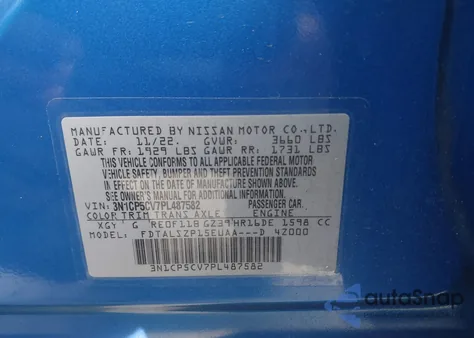 MANUFACTURED BY NISSAN MOTOR CO.,LTD.
DATE: 11/22. GVWR: 3660 LBS
GAWR FR: 1929 LBS GAWR RR: 1731 LBS
THIS VEHICLE CONFORMS TO ALL APPLICABLE FEDERAL MOTOR
VEHICLE SAFETY, BUMPER, AND THEFT PREVENTION STANDARDS
IN EFFECT ON THE DATE OF MANUFACTURE SHOWN ABOVE.
SEE OWNER'S MANUAL FOR ADDITIONAL INFORMATION
VIN: 3N1CP5CV7PL487582 PASSENGER CAR.
COLOR TRIM TRANS AXLE ENGINE
XGY G RE0F11B GZ39 HR16DE 1598 CC
MODEL: FDTALSZP15EUAA---D 42000
3N1CP5CV7PL487582
autoSnap